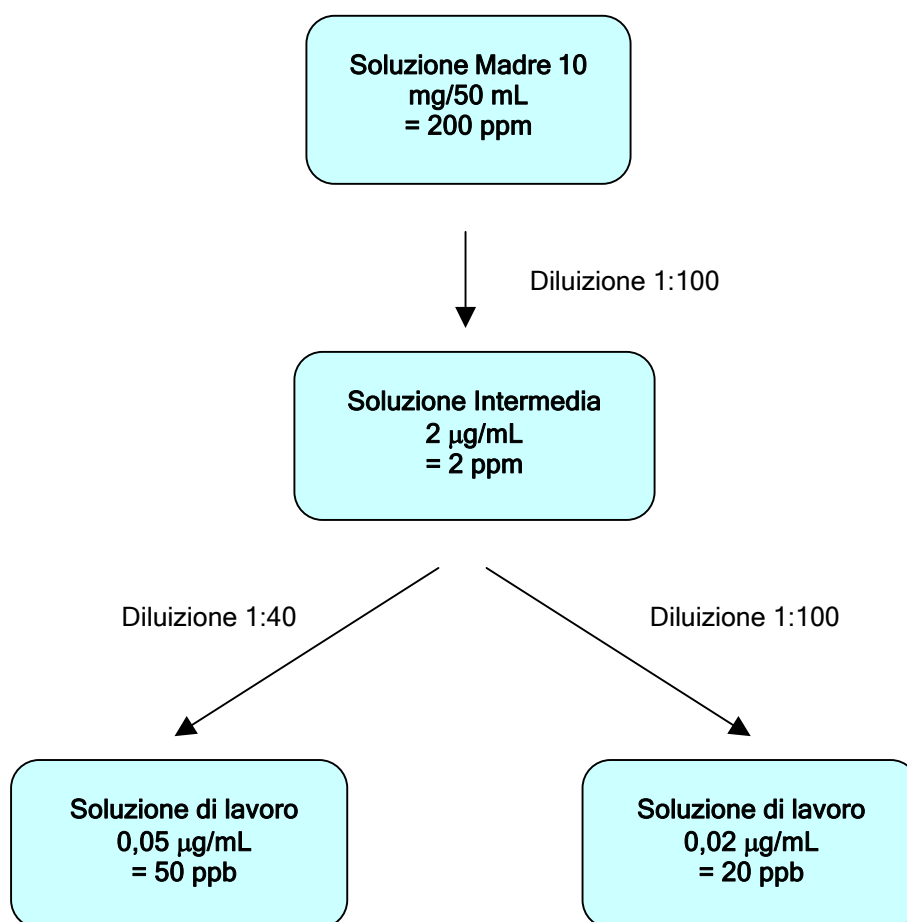 Soluzione Madre 10
mg/50 mL
= 200 ppm
Diluizione 1:100
Soluzione Intermedia
2 μg/mL
= 2 ppm
Diluizione 1:40
Diluizione 1:100
Soluzione di lavoro
0,05 μg/mL
= 50 ppb
Soluzione di lavoro
0,02 μg/mL
= 20 ppb